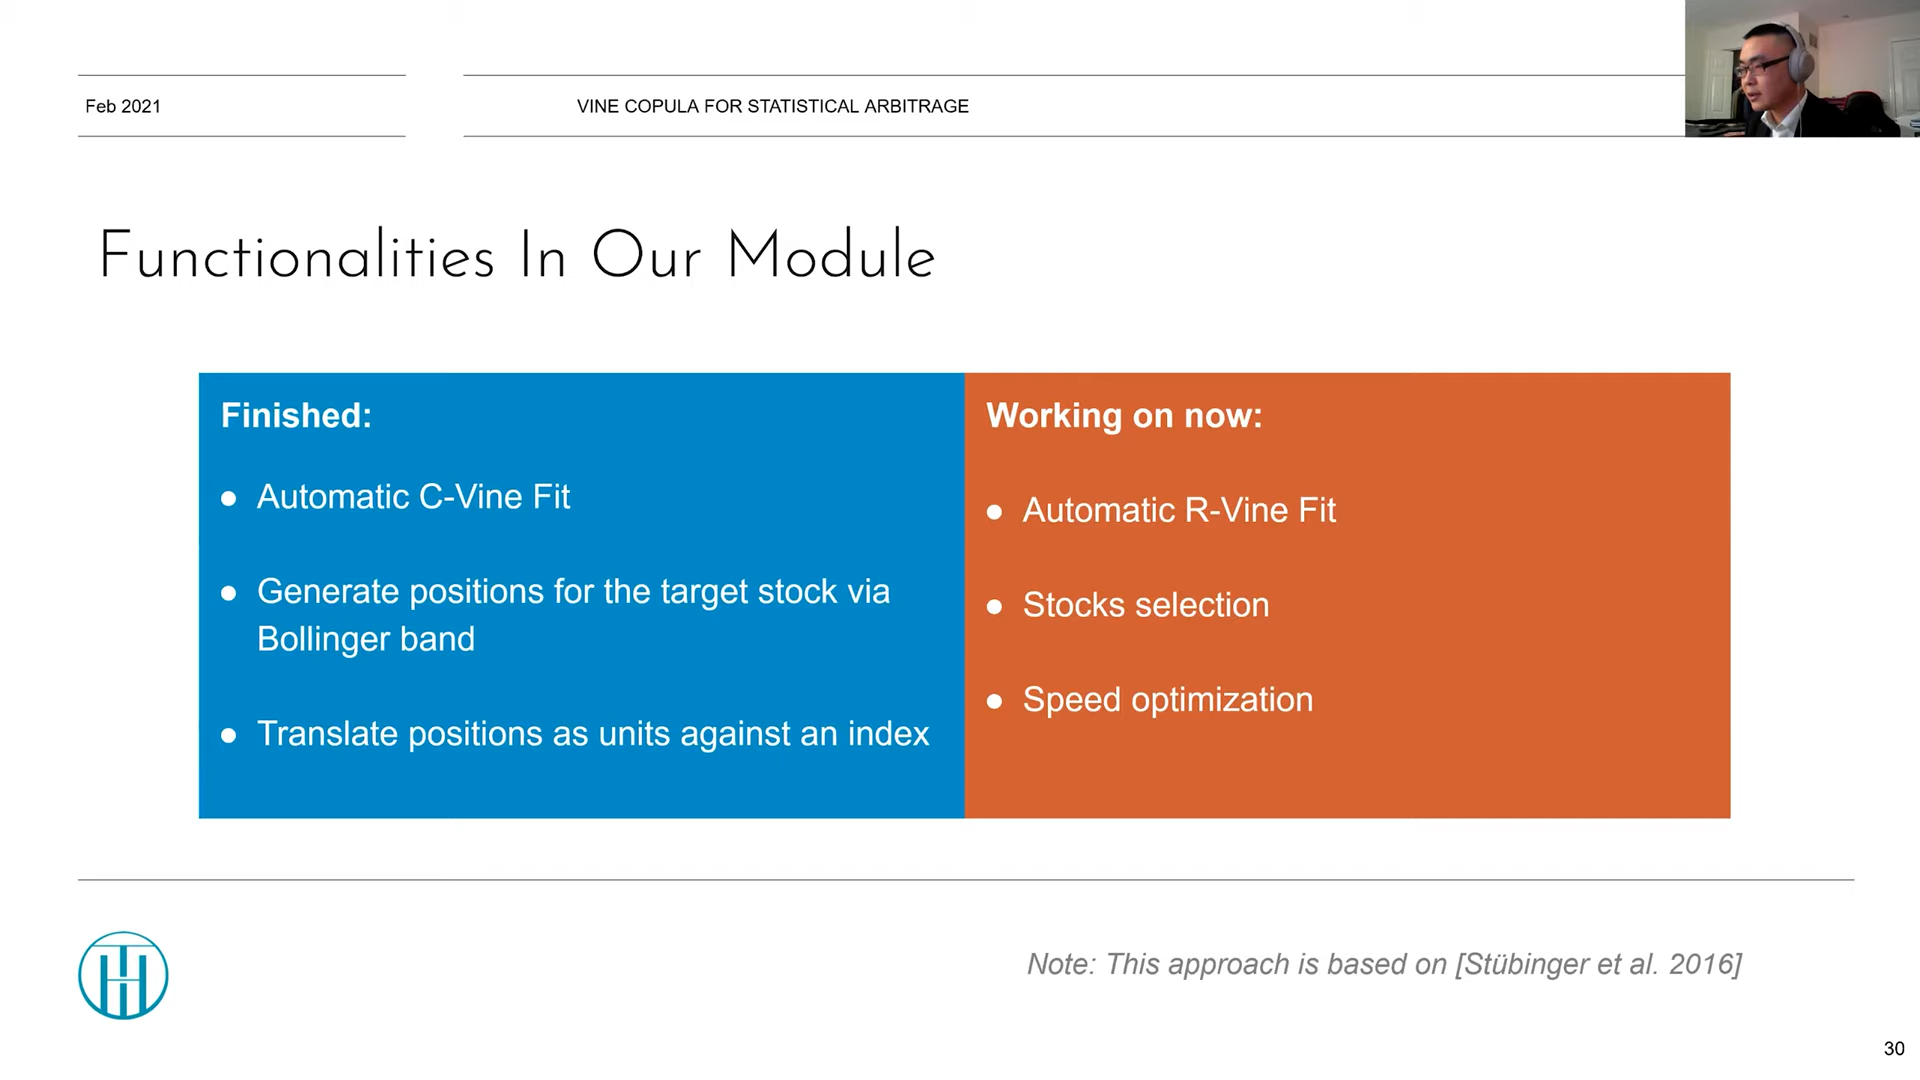 Feb 2021
VINE COPULA FOR STATISTICAL ARBITRAGE
Functionalities In Our Module
Finished:
● Automatic C-Vine Fit
● Generate positions for the target stock via
Bollinger band
● Translate positions as units against an index
Working on now:
● Automatic R-Vine Fit
● Stocks selection
● Speed optimization
Note: This approach is based on [Stübinger et al. 2016]
30